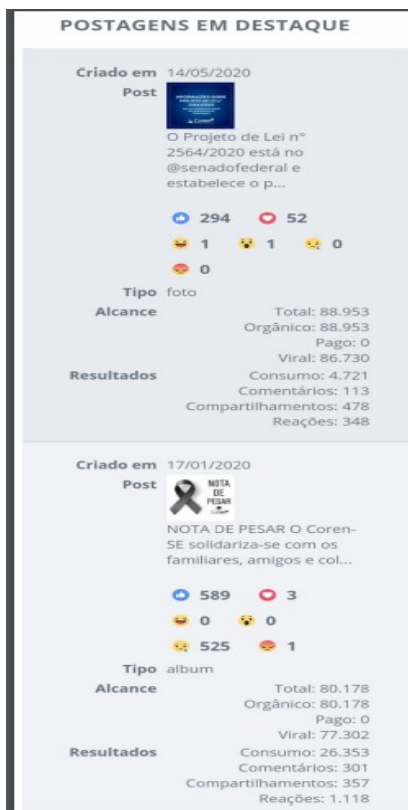 POSTAGENS EM DESTAQUE
Criado em 14/05/2020
Post
INFORMAÇÕES SOBRE
Coren
O Projeto de Lei nº
2564/2020 está no
@senadofederal e
estabelece o p...
294 52
1 1 0
0
Tipo foto
Alcance Total: 88.953
Orgânico: 88.953
Pago: 0
Viral: 86.730
Resultados Consumo: 4.721
Comentários: 113
Compartilhamentos: 478
Reações: 348
Criado em 17/01/2020
Post
NOTA
DE
PESAR
NOTA DE PESAR O Coren-
SE solidariza-se com os
familiares, amigos e col...
589 3
0 0
525 1
Tipo album
Alcance Total: 80.178
Orgânico: 80.178
Pago: 0
Viral: 77.302
Resultados Consumo: 26.353
Comentários: 301
Compartilhamentos: 357
Reações: 1.118